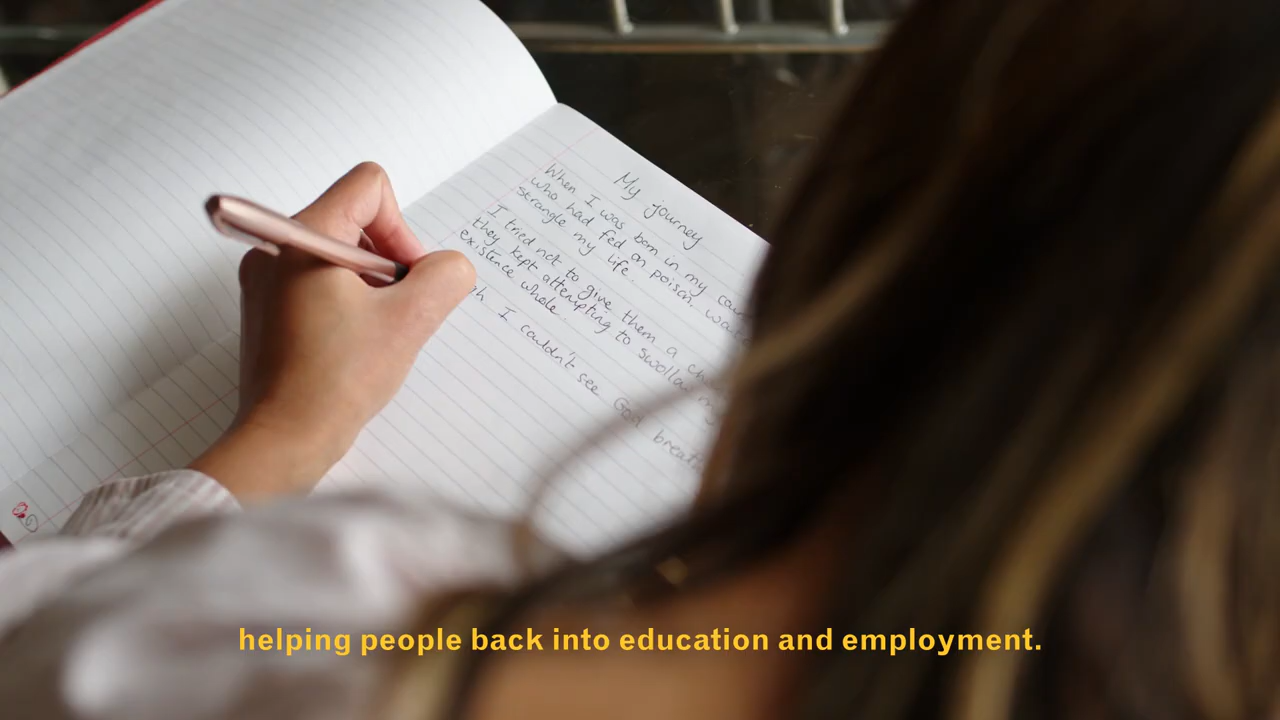 My journey
When I was born in my
who had fed on poison,
strangle my life.
I tried not to give them a
they kept attempting to swollow
existence whole.
I couldn't see God
helping people back into education and employment.